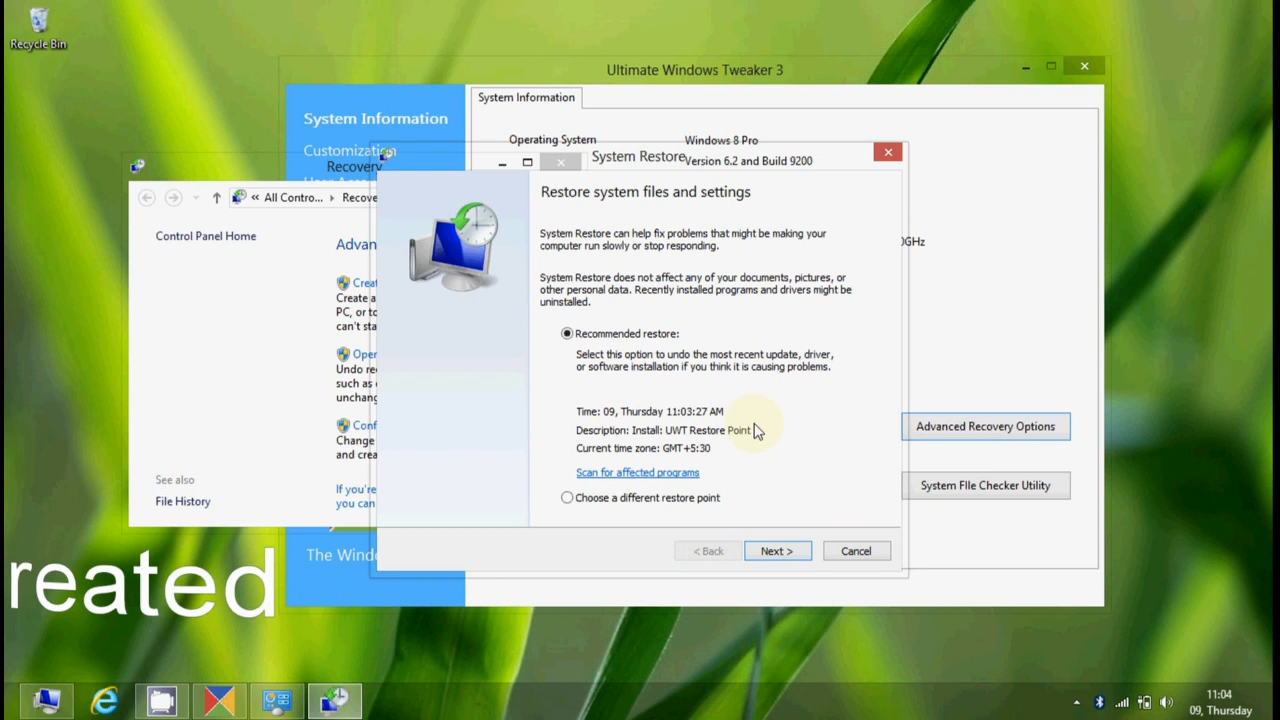 Recycle Bin
Ultimate Windows Tweaker 3
System Information
System Information
Customization
Operating System
Windows 8 Pro
Version 6.2 and Build 9200
0GHz
Recovery
« All Contro... › Recove
Control Panel Home
Advan
Creat
Create a
PC, or to
can't sta
Oper
Undo re
such as
unchang
Conf
Change
and crea
If you're
you can
See also
File History
The Wind
System Restore
Restore system files and settings
System Restore can help fix problems that might be making your
computer run slowly or stop responding.
System Restore does not affect any of your documents, pictures, or
other personal data. Recently installed programs and drivers might be
uninstalled.
Recommended restore:
Select this option to undo the most recent update, driver,
or software installation if you think it is causing problems.
Time: 09, Thursday 11:03:27 AM
Description: Install: UWT Restore Point
Current time zone: GMT+5:30
Scan for affected programs
Choose a different restore point
< Back
Next >
Cancel
Advanced Recovery Options
System FIle Checker Utility
reated
11:04
09, Thursday